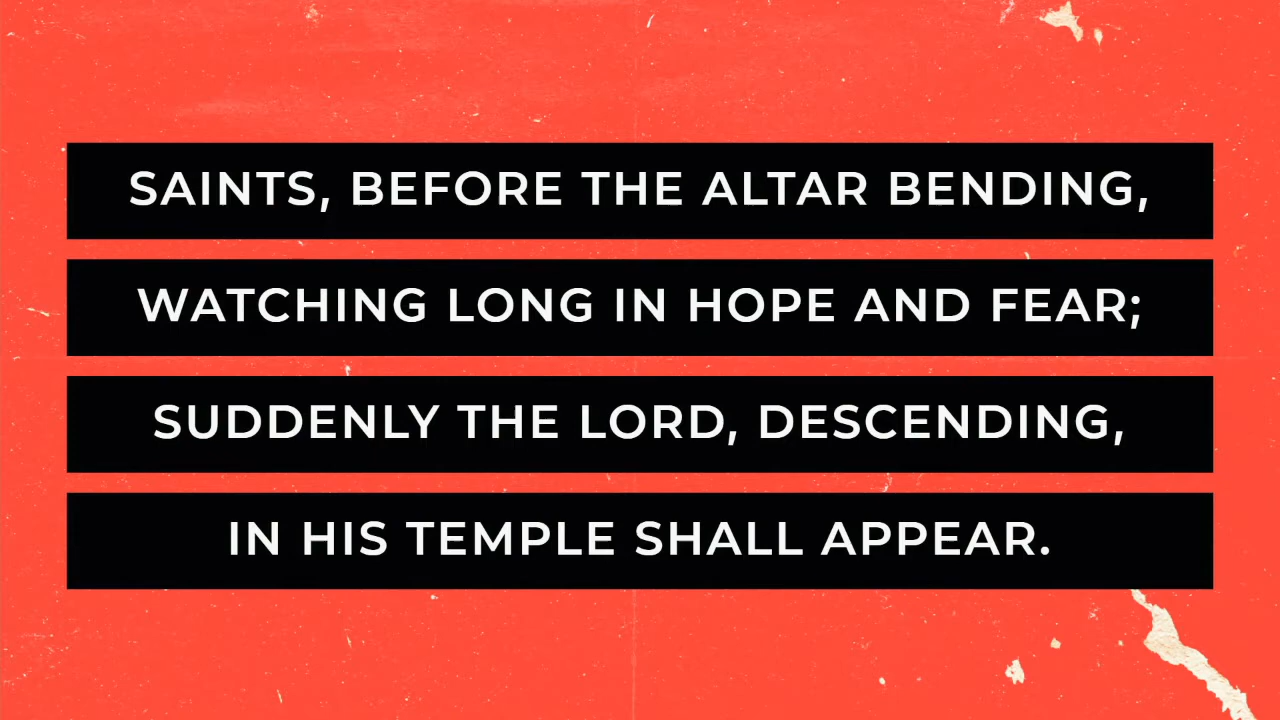 SAINTS, BEFORE THE ALTAR BENDING,
WATCHING LONG IN HOPE AND FEAR;
SUDDENLY THE LORD, DESCENDING,
IN HIS TEMPLE SHALL APPEAR.